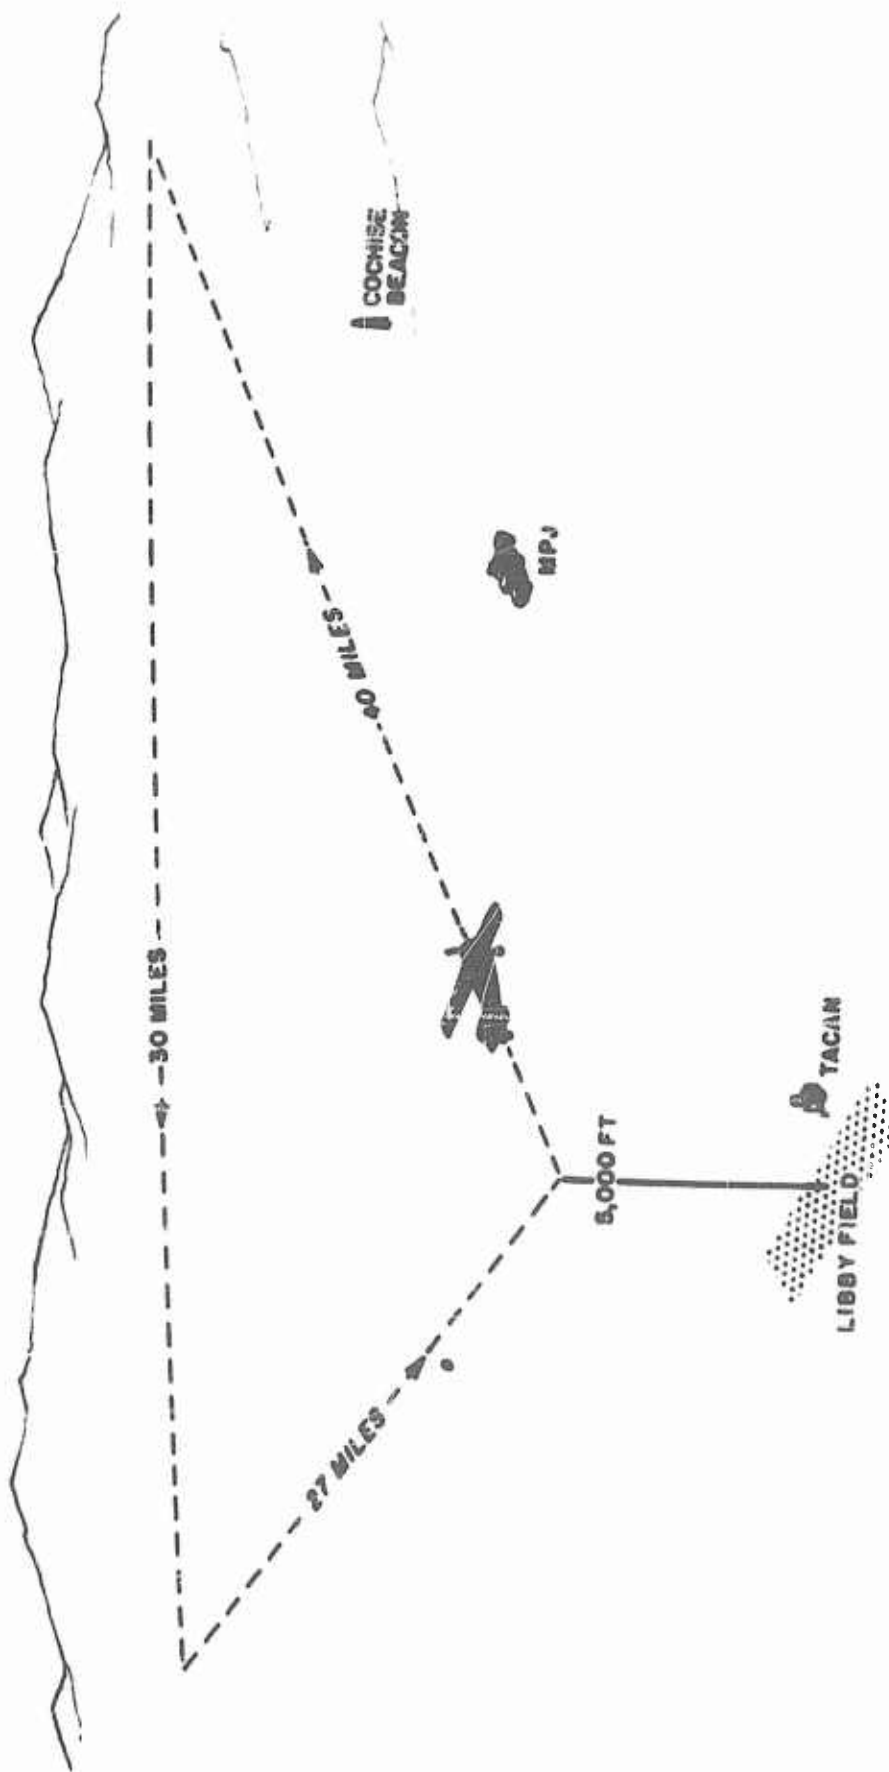 30 MILES
COCHISE
BEACON
40 MILES
MPJ
27 MILES
5,000 FT
TACAN
LIBBY FIELD